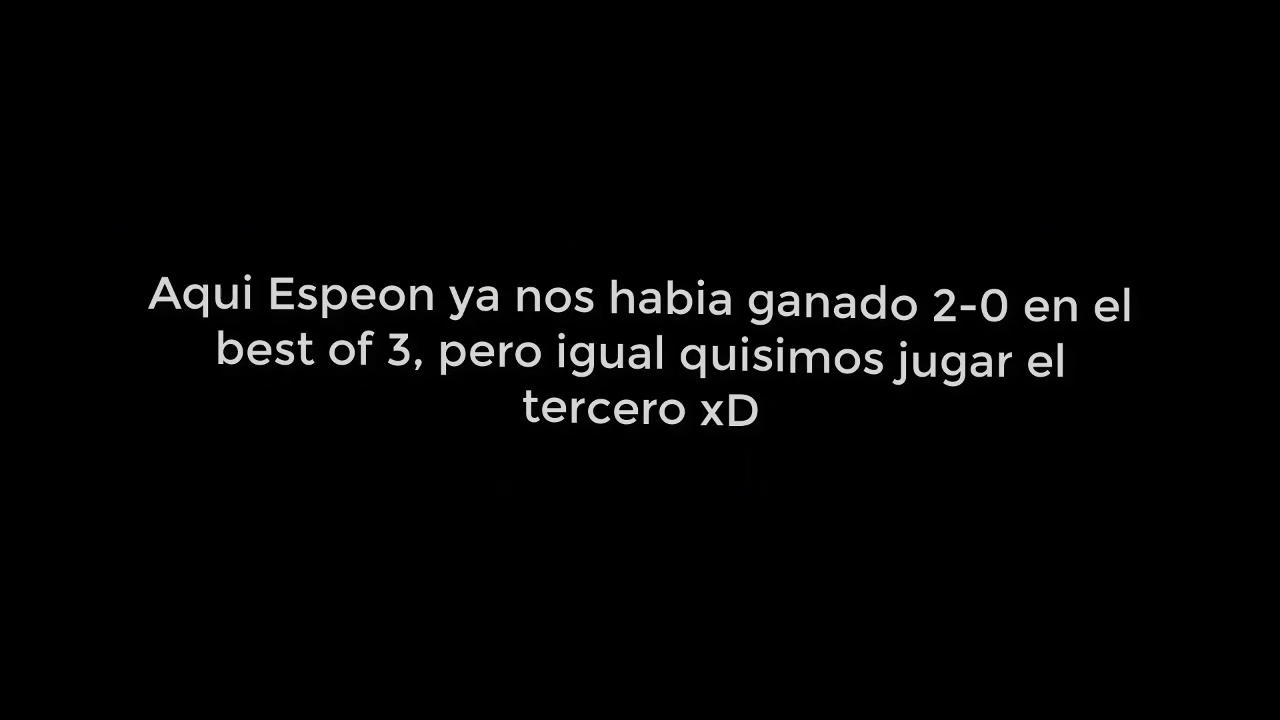 Aqui Espeon ya nos habia ganado 2-0 en el
best of 3, pero igual quisimos jugar el
tercero xD